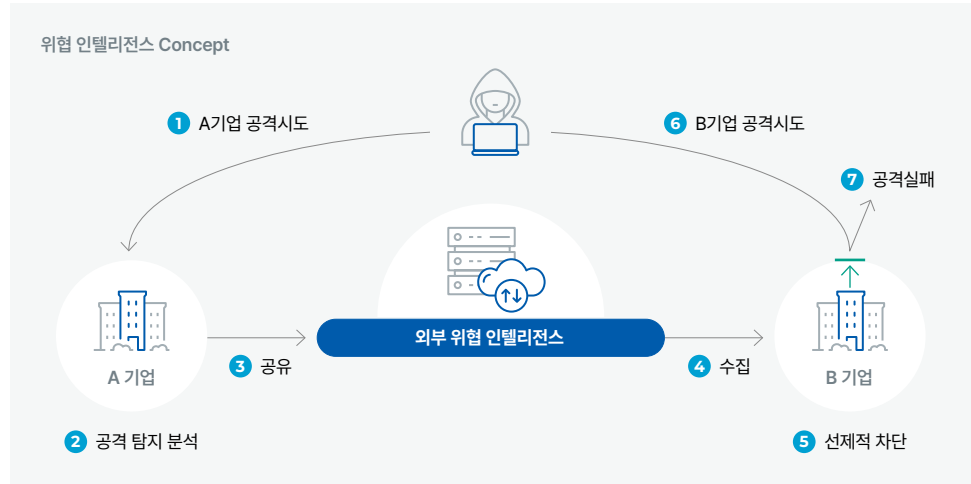 위협 인텔리전스 Concept
1 A기업 공격시도
6 B기업 공격시도
7 공격실패
외부 위협 인텔리전스
3 공유
4 수집
A 기업
B 기업
2 공격 탐지 분석
5 선제적 차단